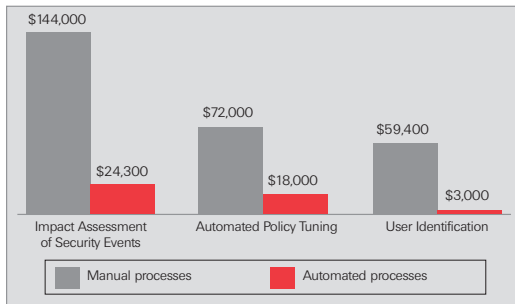 $144,000
$72,000
$59,400
$24,300
$18,000
$3,000
Impact Assessment
of Security Events
Automated Policy Tuning
User Identification
Manual processes
Automated processes